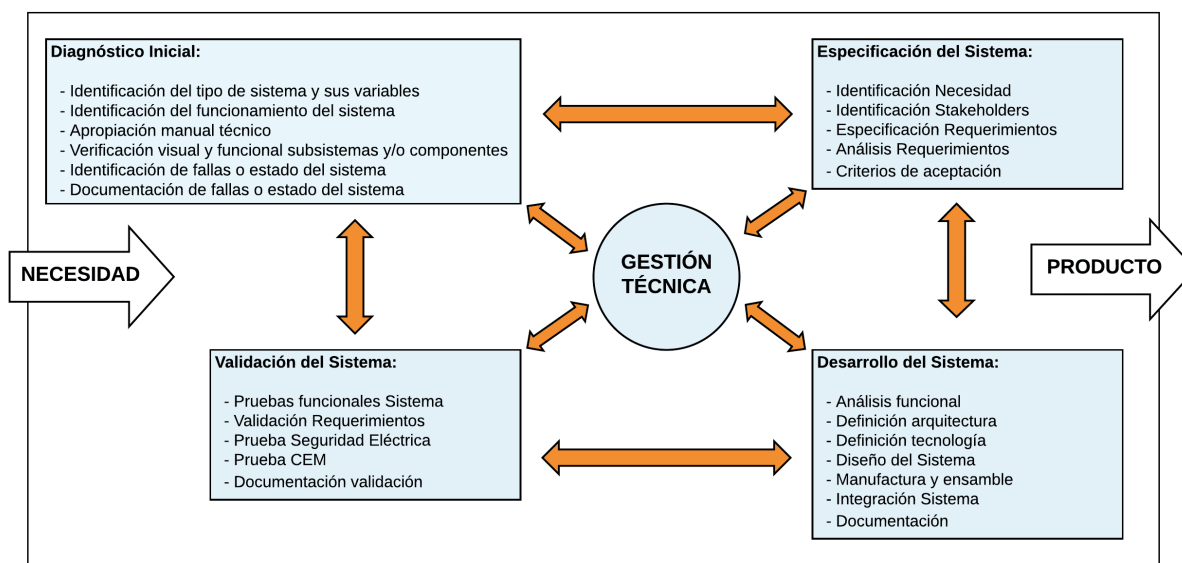 Diagnóstico Inicial:
- Identificación del tipo de sistema y sus variables
- Identificación del funcionamiento del sistema
- Apropiación manual técnico
- Verificación visual y funcional subsistemas y/o componentes
- Identificación de fallas o estado del sistema
- Documentación de fallas o estado del sistema
Especificación del Sistema:
- Identificación Necesidad
- Identificación Stakeholders
- Especificación Requerimientos
- Análisis Requerimientos
- Criterios de aceptación
NECESIDAD
GESTIÓN
TÉCNICA
PRODUCTO
Validación del Sistema:
- Pruebas funcionales Sistema
- Validación Requerimientos
- Prueba Seguridad Eléctrica
- Prueba CEM
- Documentación validación
Desarrollo del Sistema:
- Análisis funcional
- Definición arquitectura
- Definición tecnología
- Diseño del Sistema
- Manufactura y ensamble
- Integración Sistema
- Documentación